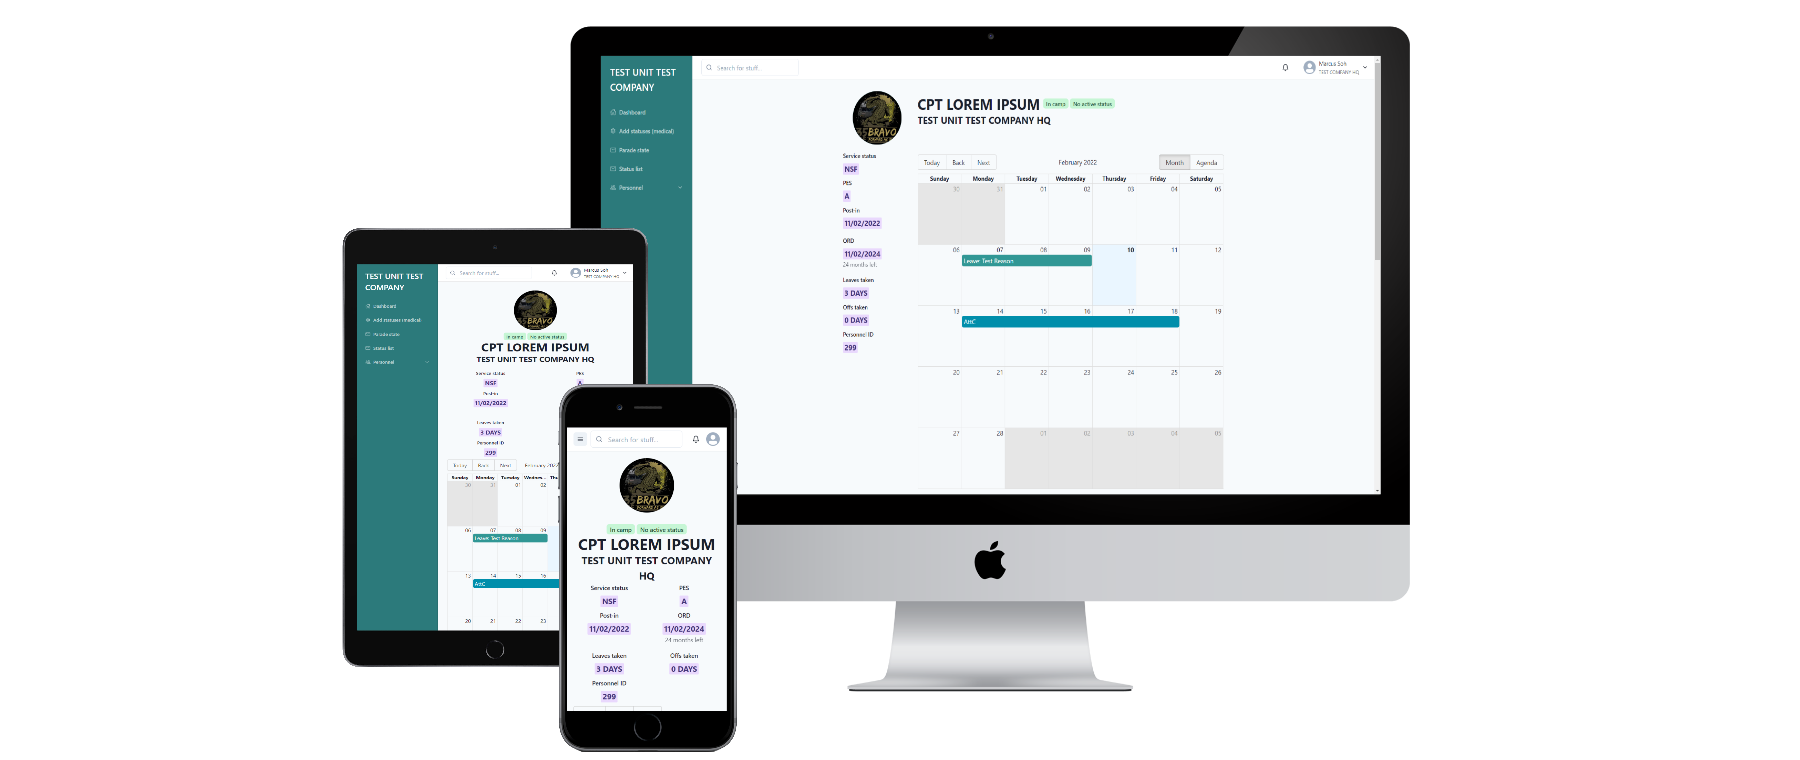 TEST UNIT TEST
COMPANY
Dashboard
Add statuses (medical)
Parade state
Status list
Personnel
Search for stuff...
Marcus Soh
TEST COMPANY HQ
35BRAVO
CPT LOREM IPSUM
In camp No active status
TEST UNIT TEST COMPANY HQ
Service status
NSF
PES
A
Post-in
11/02/2022
ORD
11/02/2024
24 months left
Leaves taken
3 DAYS
Offs taken
0 DAYS
Personnel ID
299
Today Back Next February 2022 Month Agenda
Sunday Monday Tuesday Wednesday Thursday Friday Saturday
30 31 01 02 03 04 05
06 07 08 09 10 11 12
Leave: Test Reason
13 14 15 16 17 18 19
AttC
20 21 22 23 24 25 26
27 28 01 02 03 04 05
TEST UNIT TEST
COMPANY
Dashboard
Add statuses (medical)
Parade state
Status list
Personnel
Search for stuff...
Marcus Soh
TEST COMPANY HQ
35BRAVO
In camp No active status
CPT LOREM IPSUM
TEST UNIT TEST COMPANY HQ
Service status PES
NSF A
Post-in
11/02/2022
Leaves taken
3 DAYS
Personnel ID
299
Today Back Next February 2022
Sunday Monday Tuesday Wednes... Thu
30 31 01 02
06 07 08 09
Leave: Test Reason
13 14 15 16
AttC
20 21 22 23
Search for stuff...
35BRAVO
In camp No active status
CPT LOREM IPSUM
TEST UNIT TEST COMPANY
HQ
Service status PES
NSF A
Post-in ORD
11/02/2022 11/02/2024
24 months left
Leaves taken Offs taken
3 DAYS 0 DAYS
Personnel ID
299